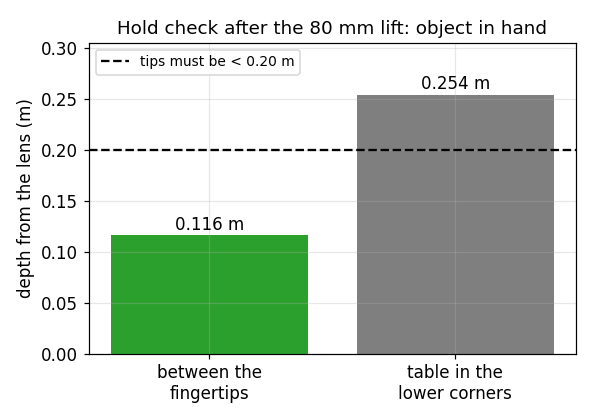 Hold check after the 80 mm lift: object in hand
tips must be < 0.20 m
depth from the lens (m)
0.30
0.25
0.20
0.15
0.10
0.05
0.00
0.116 m
0.254 m
between the
fingertips
table in the
lower corners